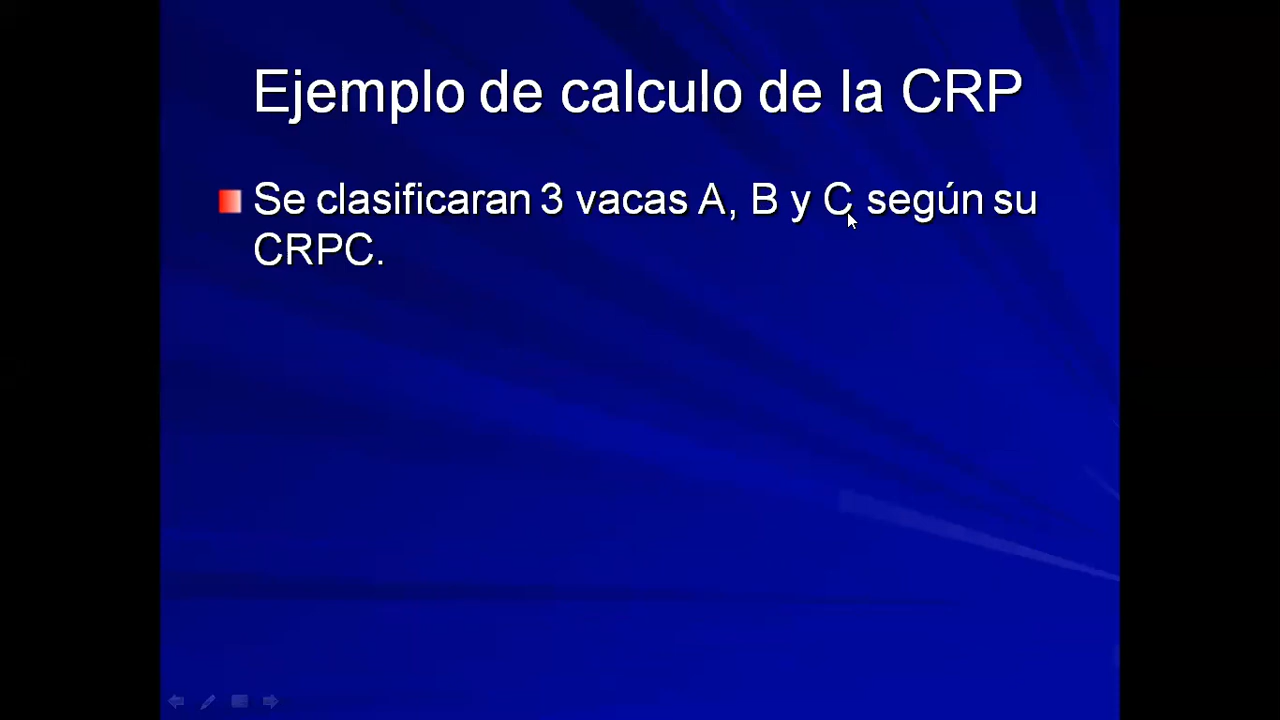 Ejemplo de calculo de la CRP
Se clasificaran 3 vacas A, B y C según su
CRPC.